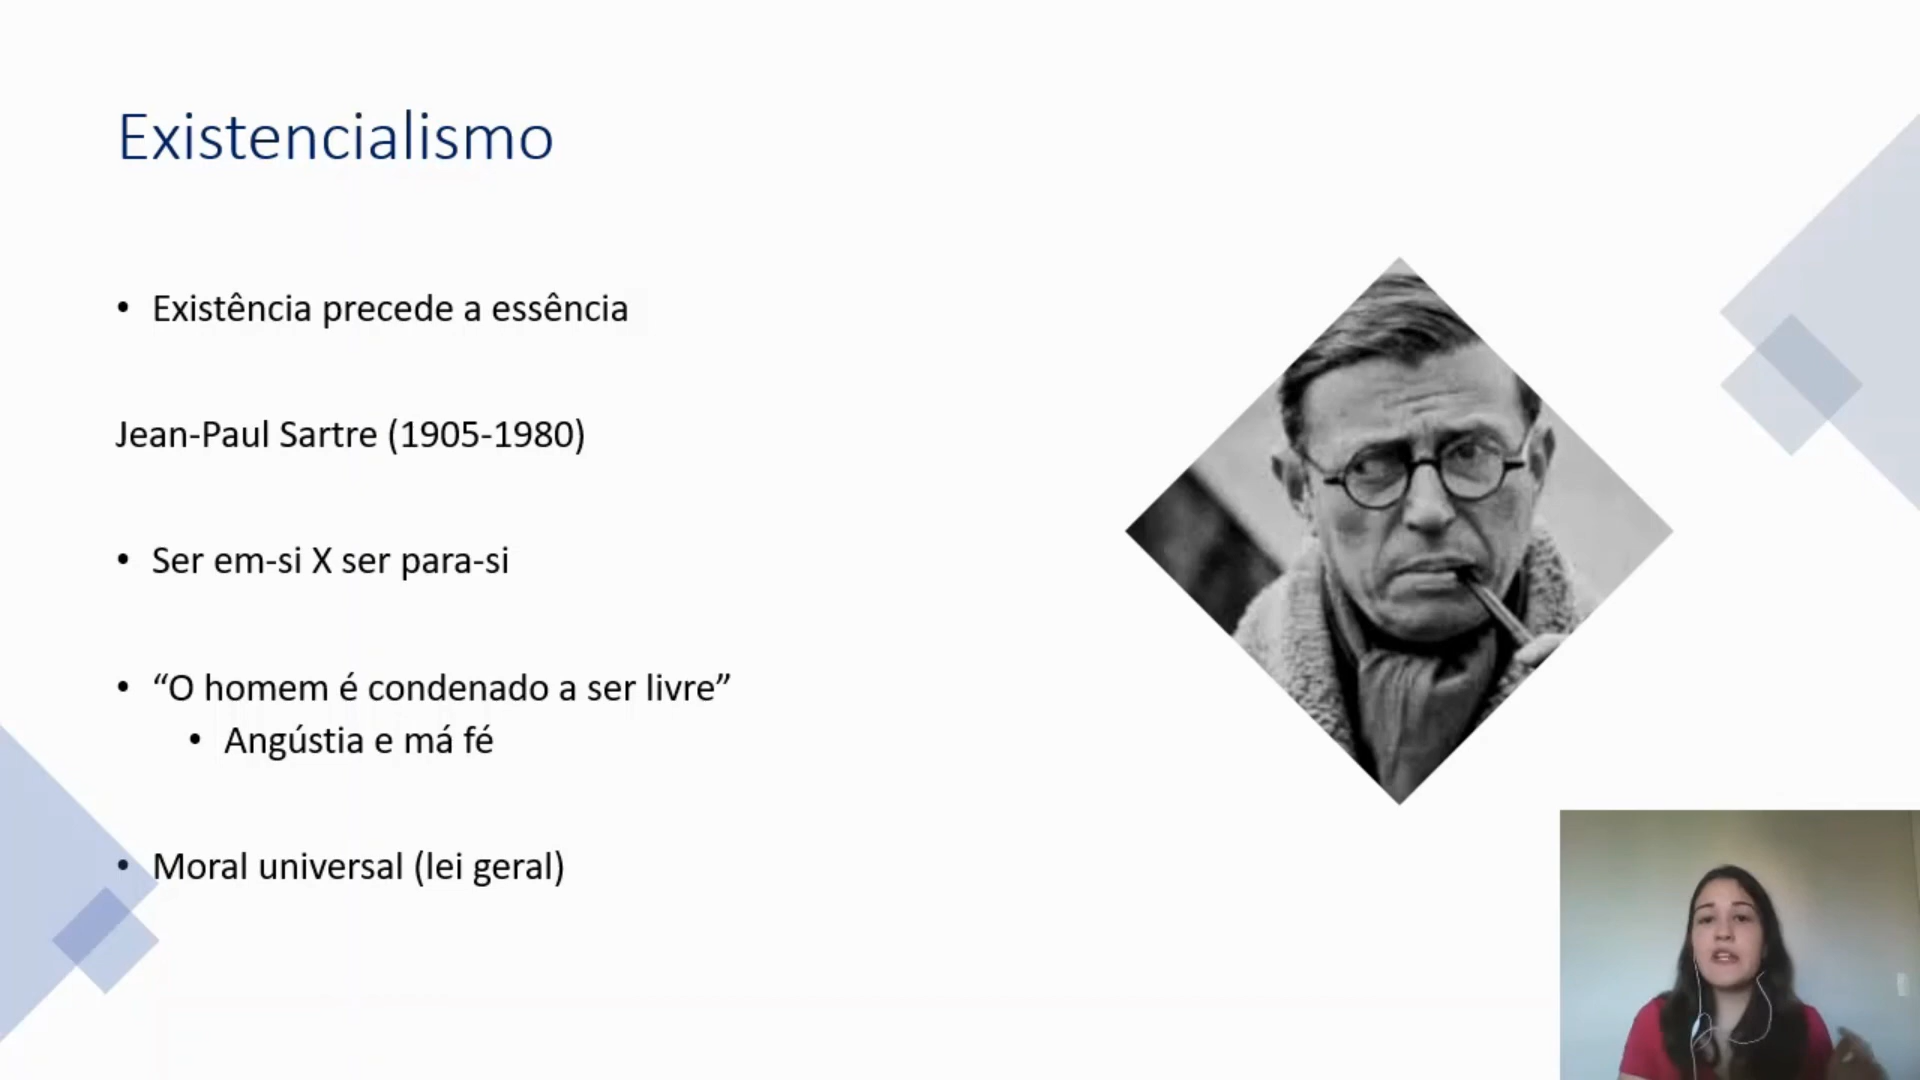 Existencialismo
• Existência precede a essência
Jean-Paul Sartre (1905-1980)
• Ser em-si X ser para-si
• “O homem é condenado a ser livre”
• Angústia e má fé
• Moral universal (lei geral)